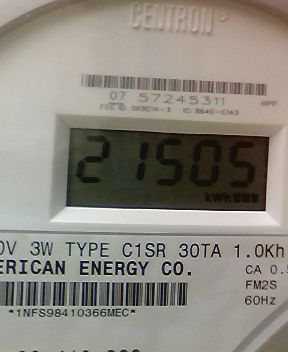 CENTRON®
07 57245311 HPP
21505
kWh
0V 3W TYPE C1SR 30TA 1.0Kh
ERICAN ENERGY CO. CA 0.5
FM2S
*1NFS98410366MEC* 60Hz